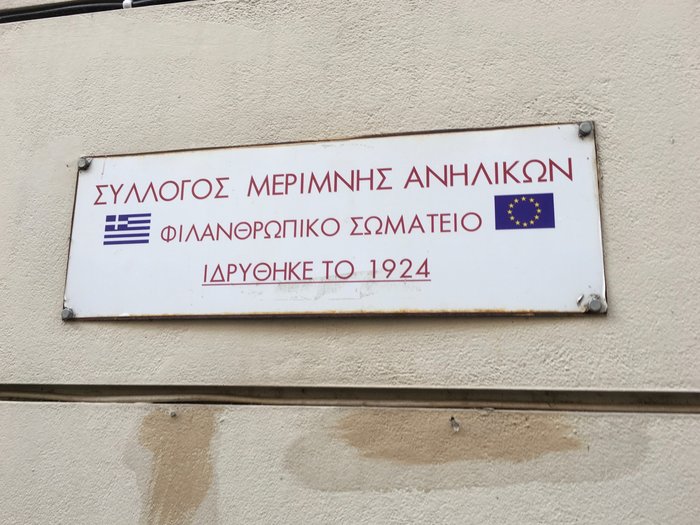 ΣΥΛΛΟΓΟΣ ΜΕΡΙΜΝΗΣ ΑΝΗΛΙΚΩΝ
ΦΙΛΑΝΘΡΩΠΙΚΟ ΣΩΜΑΤΕΙΟ
ΙΔΡΥΘΗΚΕ ΤΟ 1924